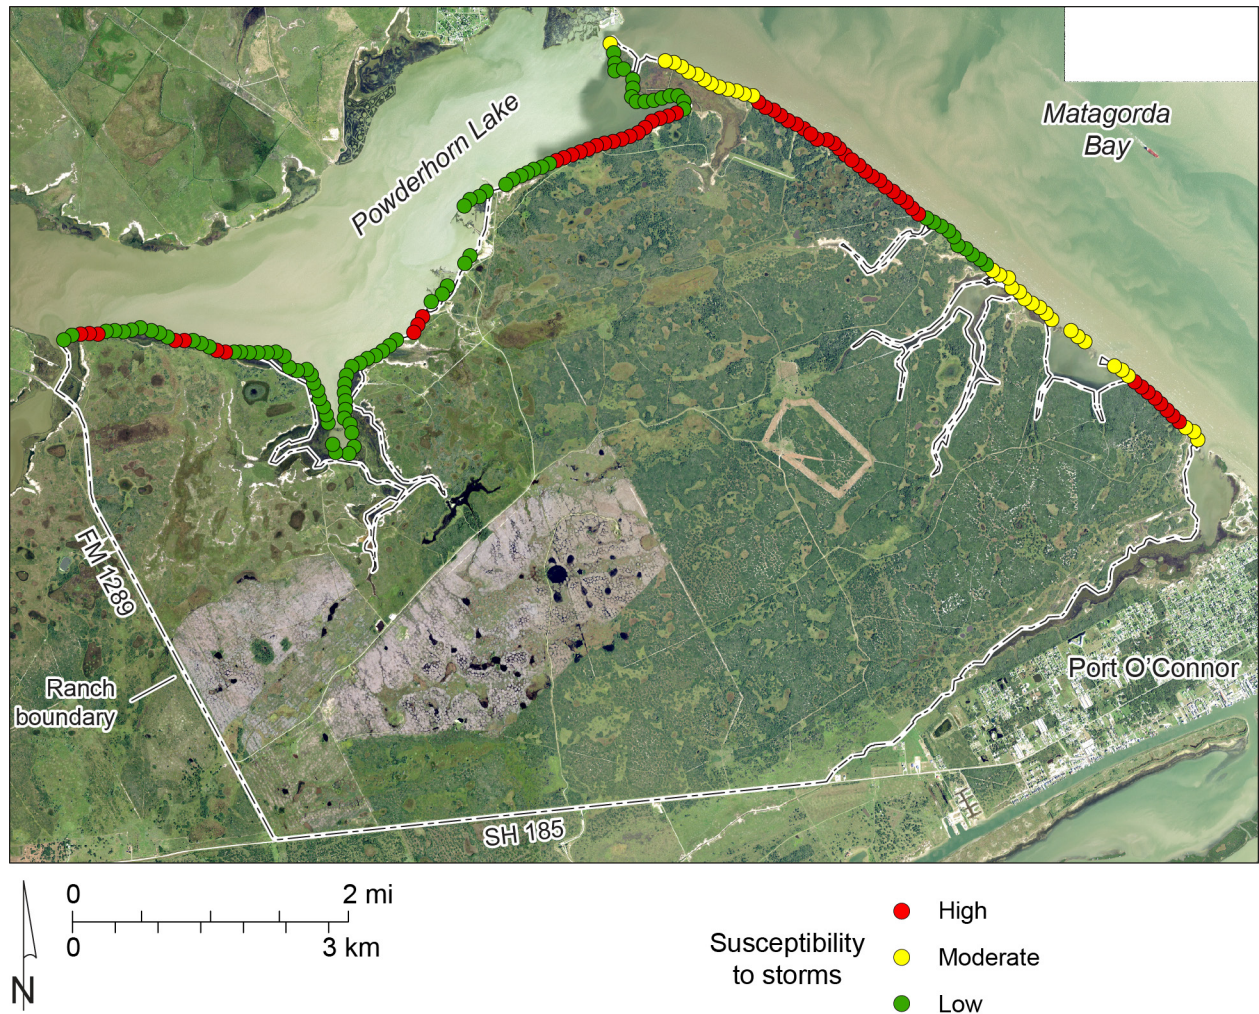 Matagorda
Bay
Powderhorn Lake
FM 1289
Ranch
boundary
Port O'Connor
SH 185
0 2 mi
0 3 km
N
Susceptibility
to storms
High
Moderate
Low